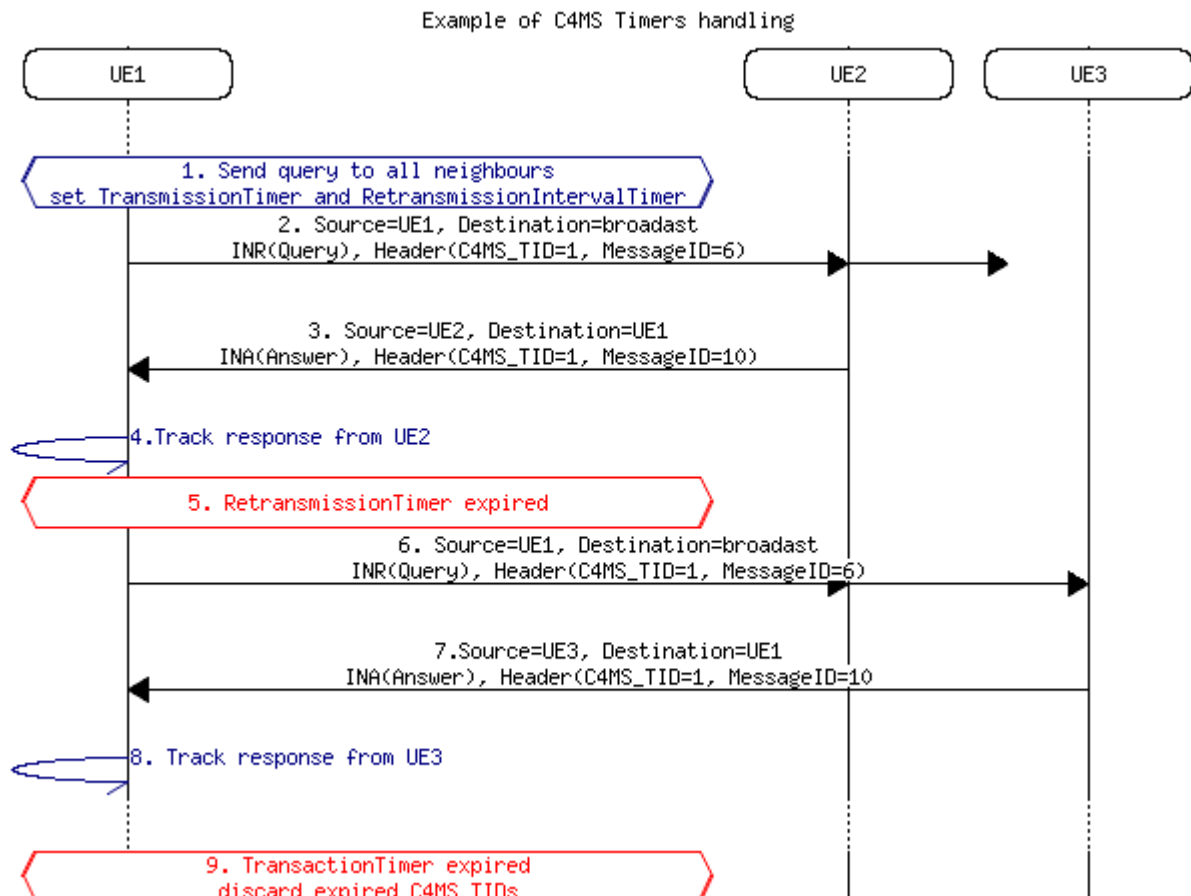 Example of C4MS Timers handling
UE1
UE2
UE3
1. Send query to all neighbours
set TransmissionTimer and RetransmissionIntervalTimer
2. Source=UE1, Destination=broadast
INR(Query), Header(C4MS_TID=1, MessageID=6)
3. Source=UE2, Destination=UE1
INA(Answer), Header(C4MS_TID=1, MessageID=10)
4.Track response from UE2
5. RetransmissionTimer expired
6. Source=UE1, Destination=broadast
INR(Query), Header(C4MS_TID=1, MessageID=6)
7.Source=UE3, Destination=UE1
INA(Answer), Header(C4MS_TID=1, MessageID=10
8. Track response from UE3
9. TransactionTimer expired
discard expired C4MS TIDs